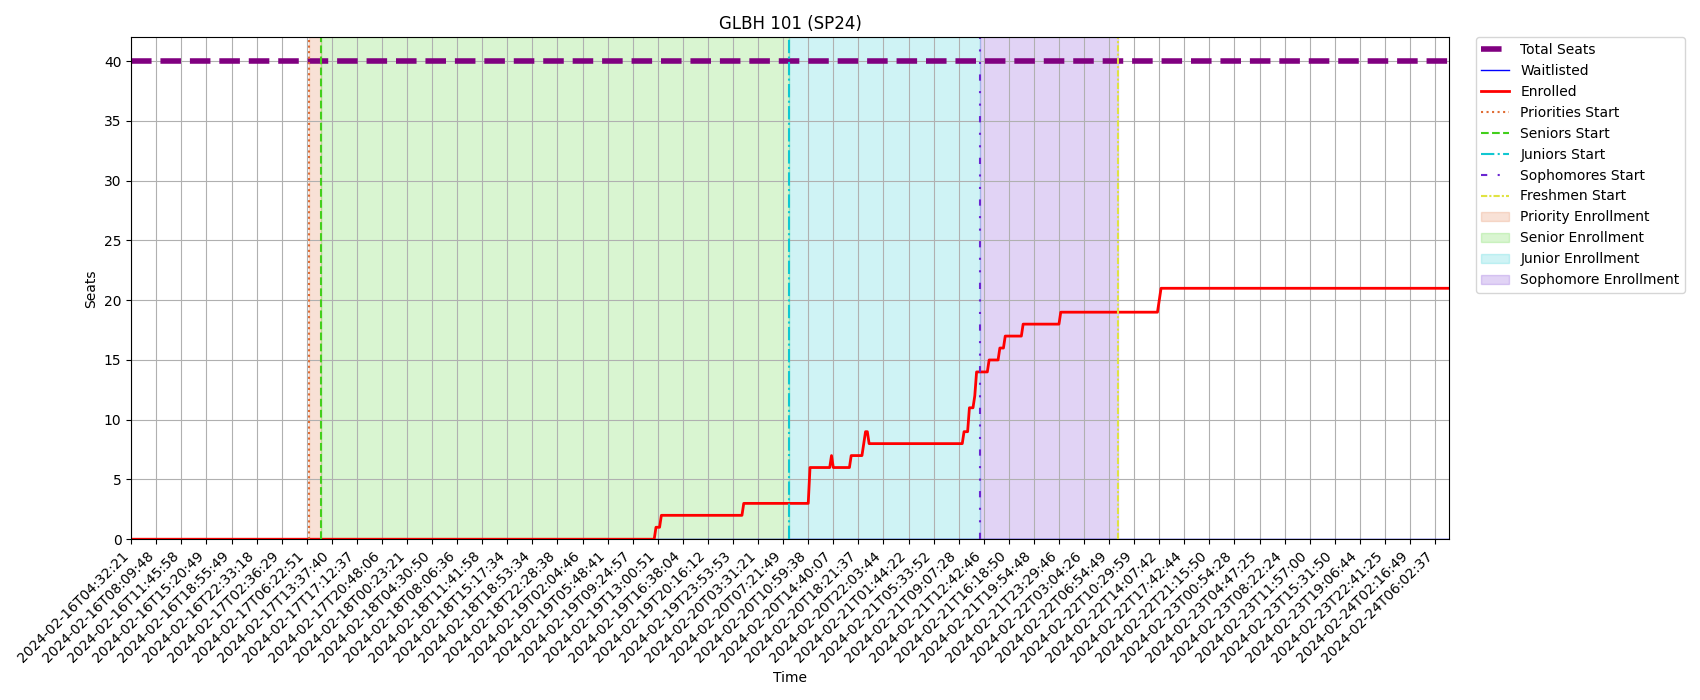 GLBH 101 (SP24)
Seats
40
35
30
25
20
15
10
5
0
2024-02-16T04:32:21
2024-02-16T08:09:48
2024-02-16T11:45:58
2024-02-16T15:20:49
2024-02-16T18:55:49
2024-02-16T22:33:18
2024-02-17T02:36:29
2024-02-17T06:22:51
2024-02-17T13:37:40
2024-02-17T17:12:37
2024-02-17T20:48:06
2024-02-18T00:23:21
2024-02-18T04:30:50
2024-02-18T08:06:36
2024-02-18T11:41:58
2024-02-18T15:17:34
2024-02-18T18:53:34
2024-02-18T22:28:38
2024-02-19T02:04:46
2024-02-19T05:48:41
2024-02-19T09:24:57
2024-02-19T13:00:51
2024-02-19T16:38:04
2024-02-19T20:16:12
2024-02-19T23:53:53
2024-02-20T03:31:21
2024-02-20T07:21:49
2024-02-20T10:59:38
2024-02-20T14:40:07
2024-02-20T18:21:37
2024-02-20T22:03:44
2024-02-21T01:44:22
2024-02-21T05:33:52
2024-02-21T09:07:28
2024-02-21T12:42:46
2024-02-21T16:18:50
2024-02-21T19:54:48
2024-02-21T23:29:46
2024-02-22T03:04:26
2024-02-22T06:54:49
2024-02-22T10:29:59
2024-02-22T14:07:42
2024-02-22T17:42:44
2024-02-22T21:15:50
2024-02-23T00:54:28
2024-02-23T04:47:25
2024-02-23T08:22:24
2024-02-23T11:57:00
2024-02-23T15:31:50
2024-02-23T19:06:44
2024-02-23T22:41:25
2024-02-24T02:16:49
2024-02-24T06:02:37
Time
Total Seats
Waitlisted
Enrolled
Priorities Start
Seniors Start
Juniors Start
Sophomores Start
Freshmen Start
Priority Enrollment
Senior Enrollment
Junior Enrollment
Sophomore Enrollment